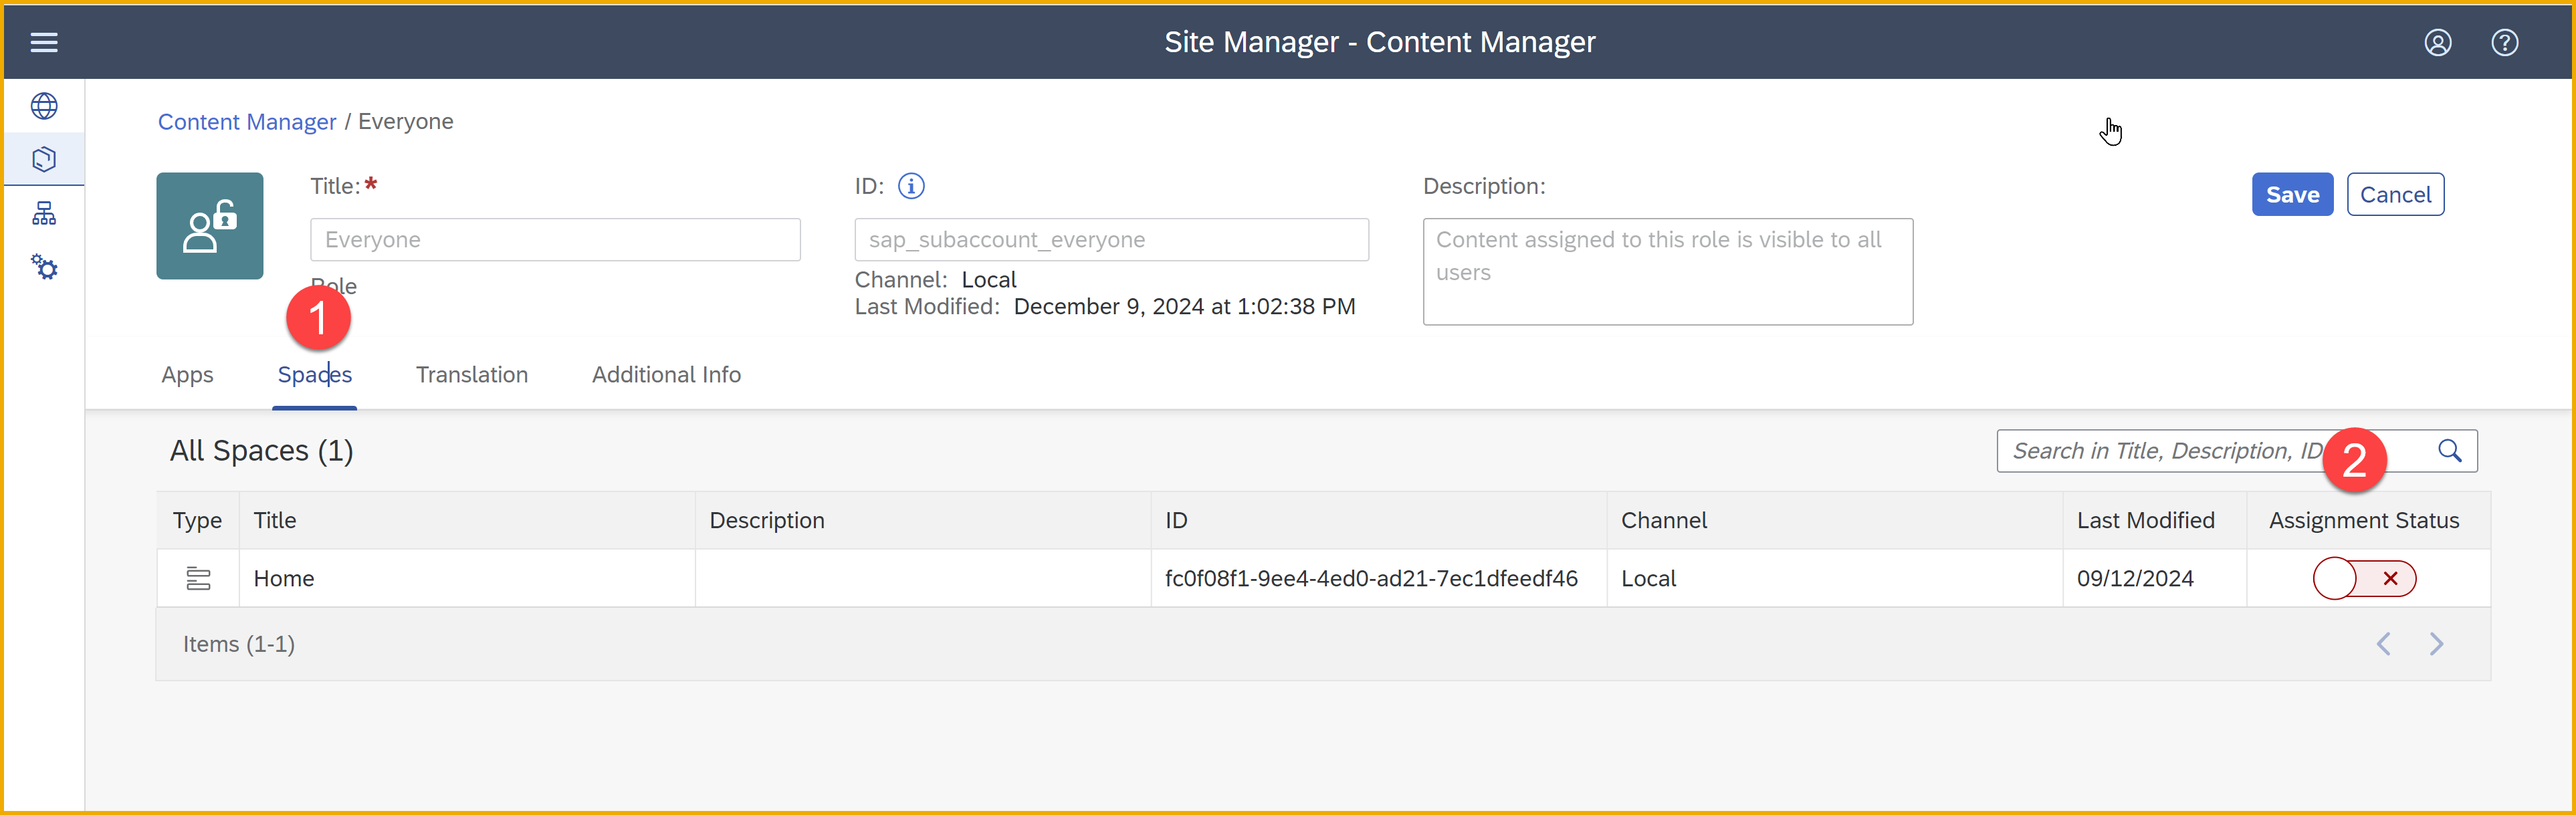 Site Manager - Content Manager
Content Manager / Everyone
Title:*
Everyone
Role
ID:
sap_subaccount_everyone
Channel: Local
Last Modified: December 9, 2024 at 1:02:38 PM
Description:
Content assigned to this role is visible to all
users
Save Cancel
1
Apps Spaces Translation Additional Info
All Spaces (1)
Search in Title, Description, ID
2
Type Title Description ID Channel Last Modified Assignment Status
Home fc0f08f1-9ee4-4ed0-ad21-7ec1dfeedf46 Local 09/12/2024
Items (1-1)